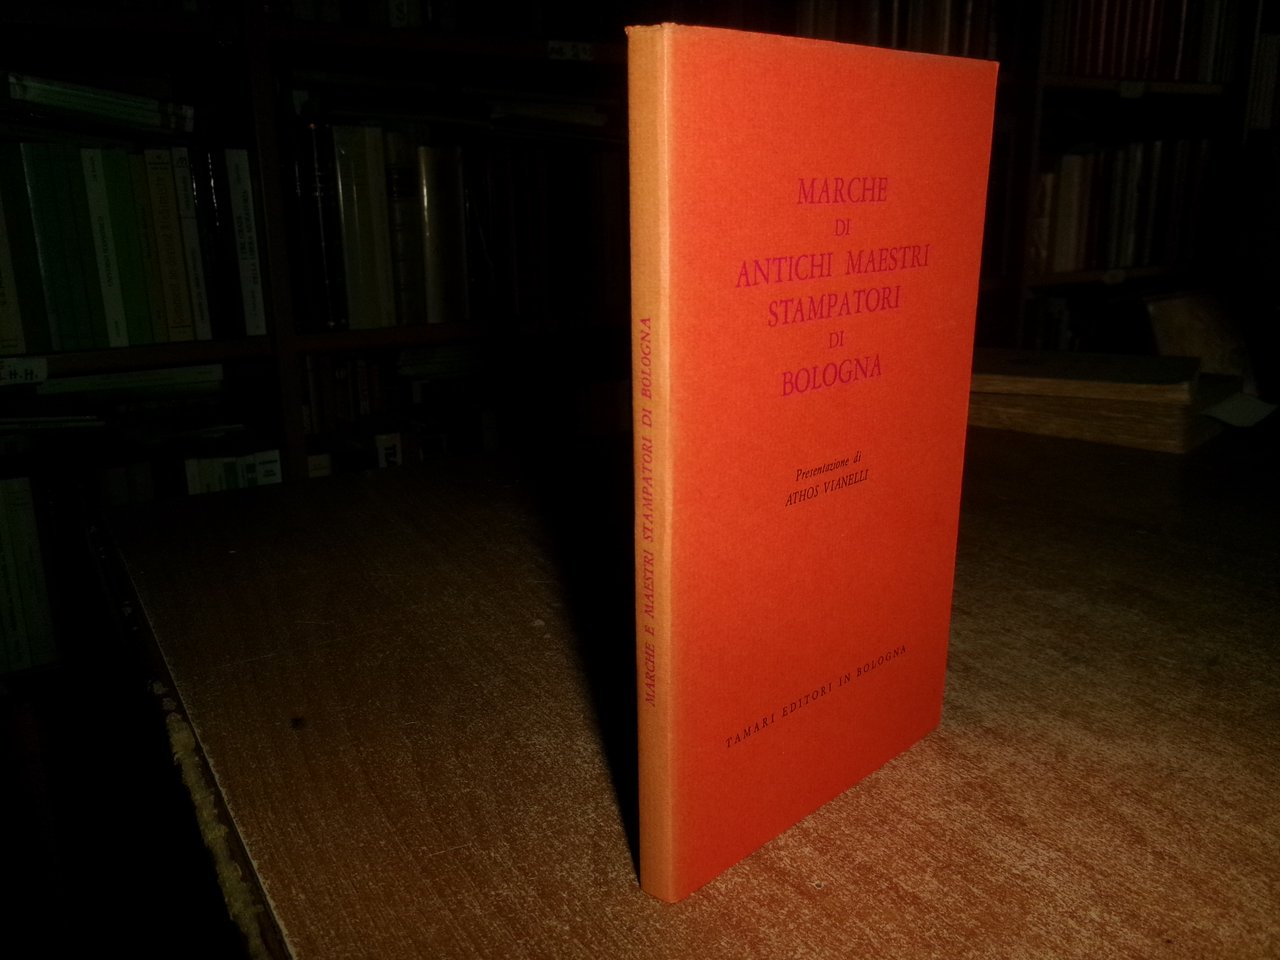 MARCHE
DI
ANTICHI MAESTRI
STAMPATORI
DI
BOLOGNA
Presentazione di
ATHOS VIANELLI
TAMARI EDITORI IN BOLOGNA
MARCHE E MAESTRI STAMPATORI DI BOLOGNA